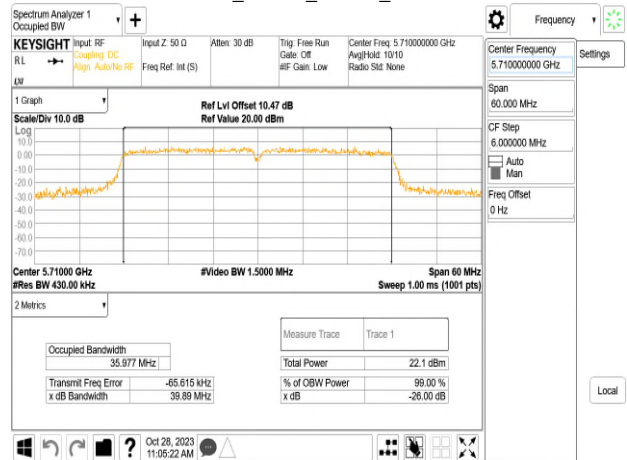 Spectrum Analyzer 1
Occupied BW
KEYSIGHT
Input: RF
Coupling: DC
Align: Auto/No RF
Input Z: 50 Ω
Freq Ref: Int (S)
Atten: 30 dB
Trig: Free Run
Gate: Off
#IF Gain: Low
Center Freq: 5.710000000 GHz
Avg|Hold: 10/10
Radio Std: None
RL
LXI
Frequency
Settings
Center Frequency
5.710000000 GHz
Span
60.000 MHz
CF Step
6.000000 MHz
Auto
Man
Freq Offset
0 Hz
Local
1 Graph
Scale/Div 10.0 dB
Ref Lvl Offset 10.47 dB
Ref Value 20.00 dBm
Log
10.0
0.00
-10.0
-20.0
-30.0
-40.0
-50.0
-60.0
-70.0
Center 5.71000 GHz
#Video BW 1.5000 MHz
Span 60 MHz
#Res BW 430.00 kHz
Sweep 1.00 ms (1001 pts)
2 Metrics
Measure Trace
Trace 1
Occupied Bandwidth
35.977 MHz
Total Power
22.1 dBm
Transmit Freq Error
-65.615 kHz
% of OBW Power
99.00 %
x dB Bandwidth
39.89 MHz
x dB
-26.00 dB
?
Oct 28, 2023
11:05:22 AM